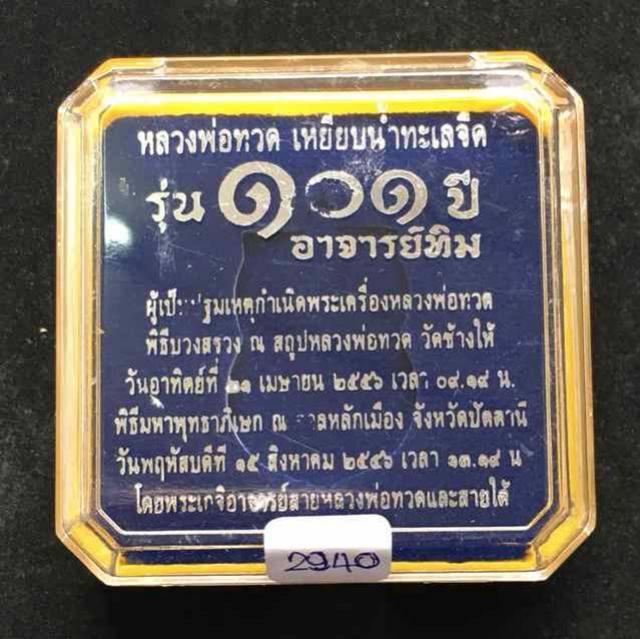 หลวงพ่อทวด เหยียบน้ำทะเลจืด
รุ่น ๑๐๑ ปี
อาจารย์ทิม
ผู้เป็นปฐมเหตุกำเนิดพระเครื่องหลวงพ่อทวด
พิธีบวงสรวง ณ สถูปหลวงพ่อทวด วัดช้างให้
วันอาทิตย์ที่ ๒๑ เมษายน ๒๕๕๖ เวลา ๐๙.๑๙ น.
พิธีมหาพุทธาภิเษก ณ ศาลหลักเมือง จังหวัดปัตตานี
วันพฤหัสบดีที่ ๑๕ สิงหาคม ๒๕๕๖ เวลา ๑๓.๑๙ น
โดยพระเกจิอาจารย์สายหลวงพ่อทวดและสายใต้
2940